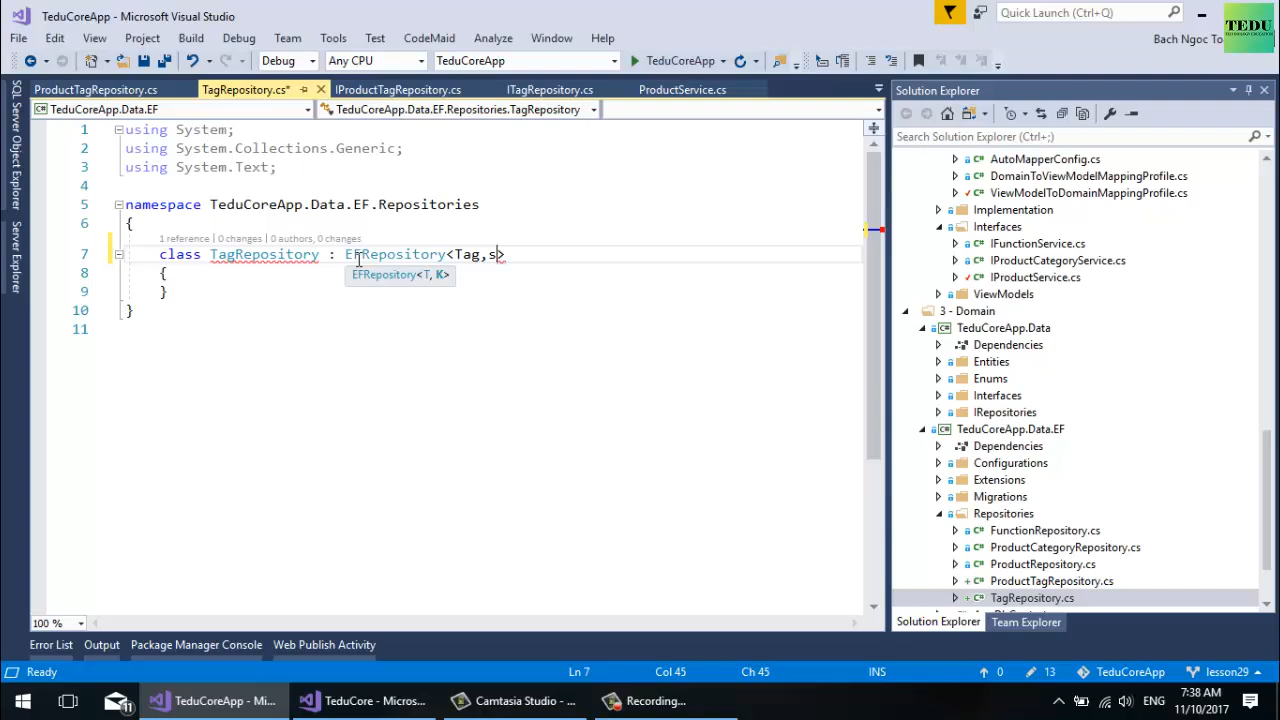 TeduCoreApp - Microsoft Visual Studio
Quick Launch (Ctrl+Q)
TEDU
TECHNOLOGY EDUCATION
File Edit View Project Build Debug Team Tools Test CodeMaid Analyze Window Help
Bach Ngoc To
Debug Any CPU TeduCoreApp TeduCoreApp
SQL Server Object Explorer
Server Explorer
ProductTagRepository.cs TagRepository.cs* IProductTagRepository.cs ITagRepository.cs ProductService.cs
TeduCoreApp.Data.EF TeduCoreApp.Data.EF.Repositories.TagRepository
1 using System;
2 using System.Collections.Generic;
3 using System.Text;
4
5 namespace TeduCoreApp.Data.EF.Repositories
6 {
1 reference | 0 changes | 0 authors, 0 changes
7 class TagRepository : EFRepository<Tag,s>
8 {
EFRepository<T, K>
9 }
10 }
11
100 %
Solution Explorer
Search Solution Explorer (Ctrl+;)
AutoMapperConfig.cs
DomainToViewModelMappingProfile.cs
ViewModelToDomainMappingProfile.cs
Implementation
Interfaces
IFunctionService.cs
IProductCategoryService.cs
IProductService.cs
ViewModels
3 - Domain
TeduCoreApp.Data
Dependencies
Entities
Enums
Interfaces
IRepositories
TeduCoreApp.Data.EF
Dependencies
Configurations
Extensions
Migrations
Repositories
FunctionRepository.cs
ProductCategoryRepository.cs
ProductRepository.cs
ProductTagRepository.cs
TagRepository.cs
Solution Explorer Team Explorer
Error List Output Package Manager Console Web Publish Activity
Ready Ln 7 Col 45 Ch 45 INS 0 13 TeduCoreApp lesson29
11 TeduCoreApp - Mi... TeduCore - Micros... Camtasia Studio - ... Recording... ENG 7:38 AM
11/10/2017